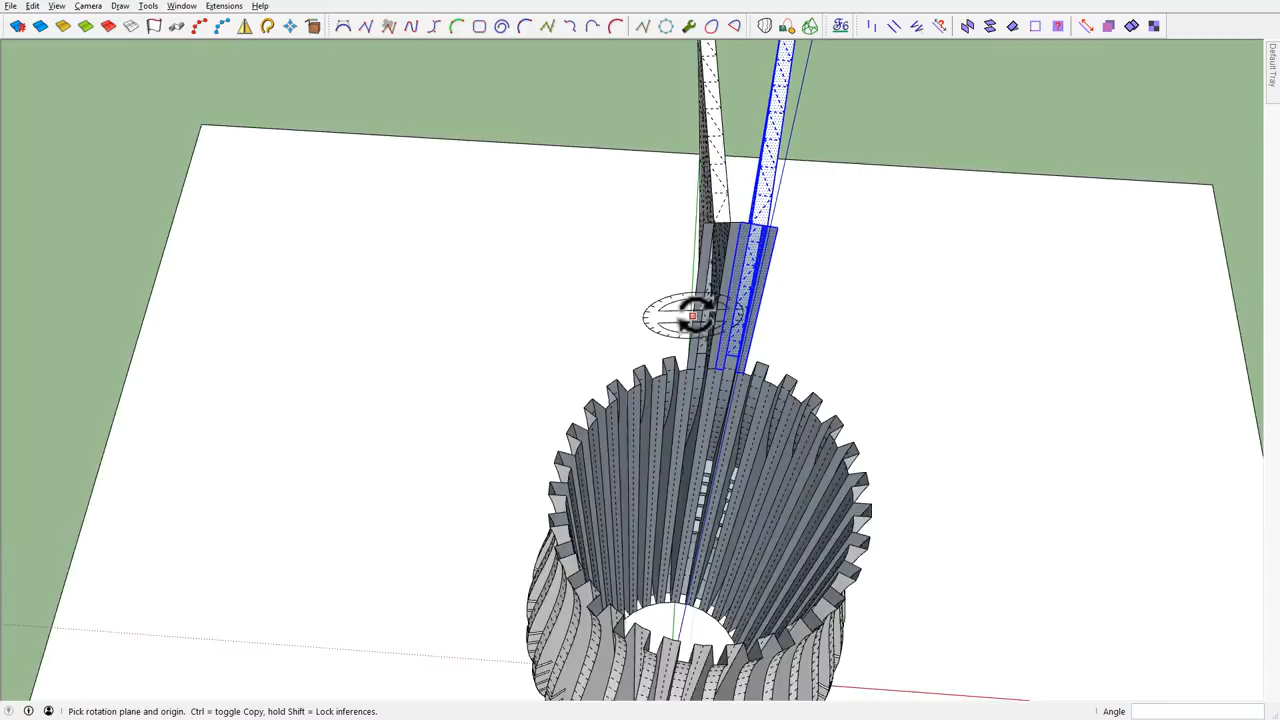 File Edit View Camera Draw Tools Window Extensions Help
Default Tray
Pick rotation plane and origin. Ctrl = toggle Copy, hold Shift = Lock inferences.
Angle